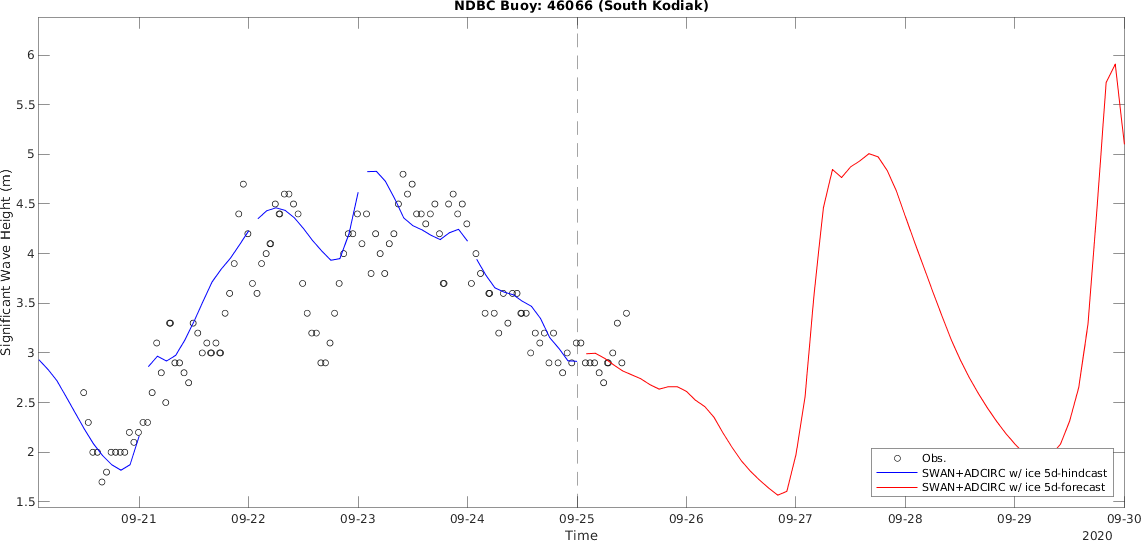 NDBC Buoy: 46066 (South Kodiak)
Significant Wave Height (m)
6
5.5
5
4.5
4
3.5
3
2.5
2
1.5
Obs.
SWAN+ADCIRC w/ ice 5d-hindcast
SWAN+ADCIRC w/ ice 5d-forecast
09-21 09-22 09-23 09-24 09-25 09-26 09-27 09-28 09-29 09-30
Time 2020